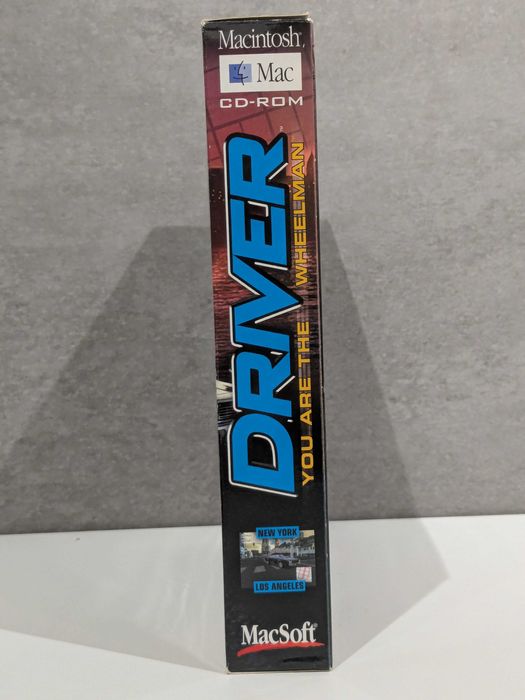 Macintosh
Mac
CD-ROM
DRIVER
YOU ARE THE WHEELMAN
NEW YORK
LOS ANGELES
MacSoft